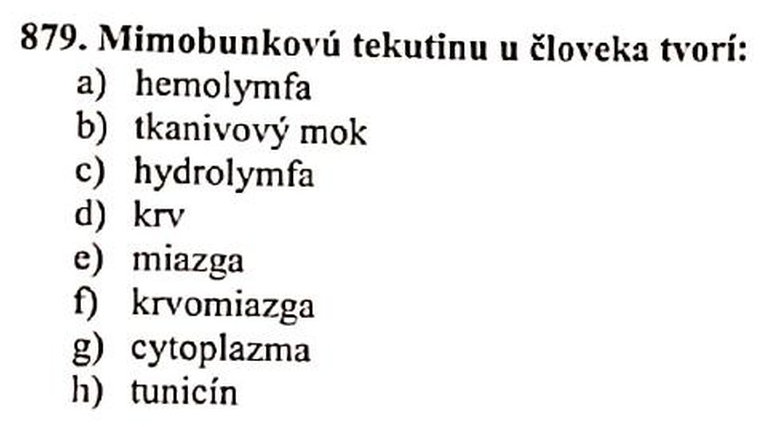 879. Mimobunkovú tekutinu u človeka tvorí:
a) hemolymfa
b) tkanivový mok
c) hydrolymfa
d) krv
e) miazga
f) krvomiazga
g) cytoplazma
h) tunicín